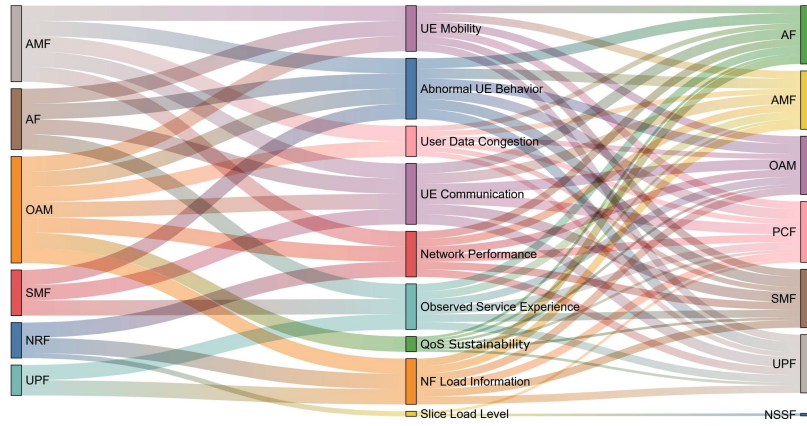 AMF
AF
OAM
SMF
NRF
UPF
UE Mobility
Abnormal UE Behavior
User Data Congestion
UE Communication
Network Performance
Observed Service Experience
QoS Sustainability
NF Load Information
Slice Load Level
AF
AMF
OAM
PCF
SMF
UPF
NSSF